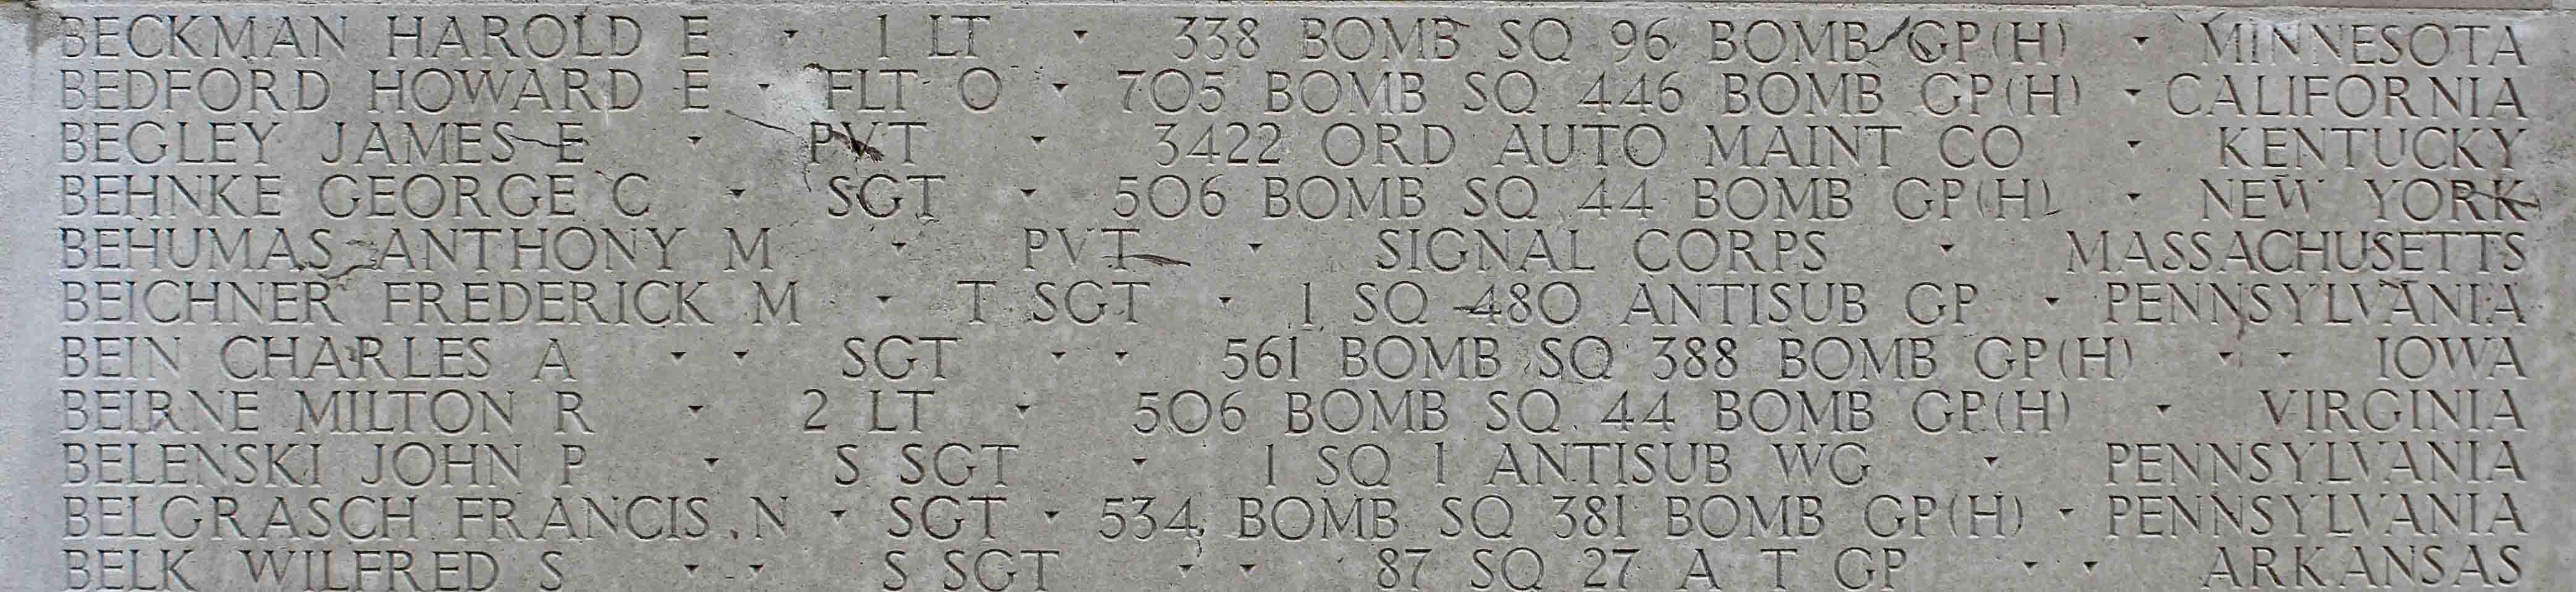 BECKMAN HAROLD E · 1 LT · 338 BOMB SQ 96 BOMB GP(H) · MINNESOTA
BEDFORD HOWARD E · FLT O · 705 BOMB SQ 446 BOMB GP(H) · CALIFORNIA
BEGLEY JAMES E · PVT · 3422 ORD AUTO MAINT CO · KENTUCKY
BEHNKE GEORGE C · SGT · 506 BOMB SQ 44 BOMB GP(H) · NEW YORK
BEHUMAS ANTHONY M · PVT · SIGNAL CORPS · MASSACHUSETTS
BEICHNER FREDERICK M · T SGT · 1 SQ 480 ANTISUB GP · PENNSYLVANIA
BEIN CHARLES A · · SGT · · 561 BOMB SQ 388 BOMB GP(H) · · IOWA
BEIRNE MILTON R · 2 LT · 506 BOMB SQ 44 BOMB GP(H) · VIRGINIA
BELENSKI JOHN P · S SGT · 1 SQ 1 ANTISUB WG · PENNSYLVANIA
BELGRASCH FRANCIS N · SGT · 534 BOMB SQ 381 BOMB GP(H) · PENNSYLVANIA
BELK WILFRED S · · S SGT · · 87 SQ 27 A T GP · · ARKANSAS